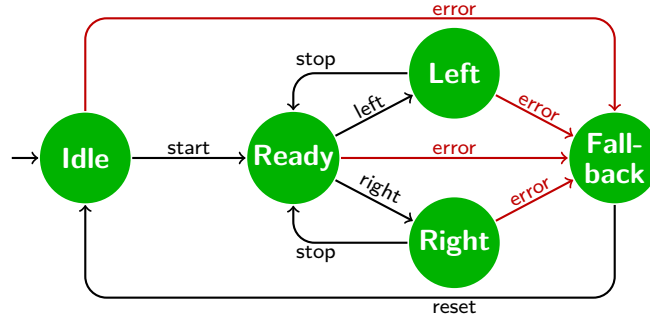 error
stop
Left
left
error
Idle
start
Ready
error
Fall-
back
right
error
Right
stop
reset